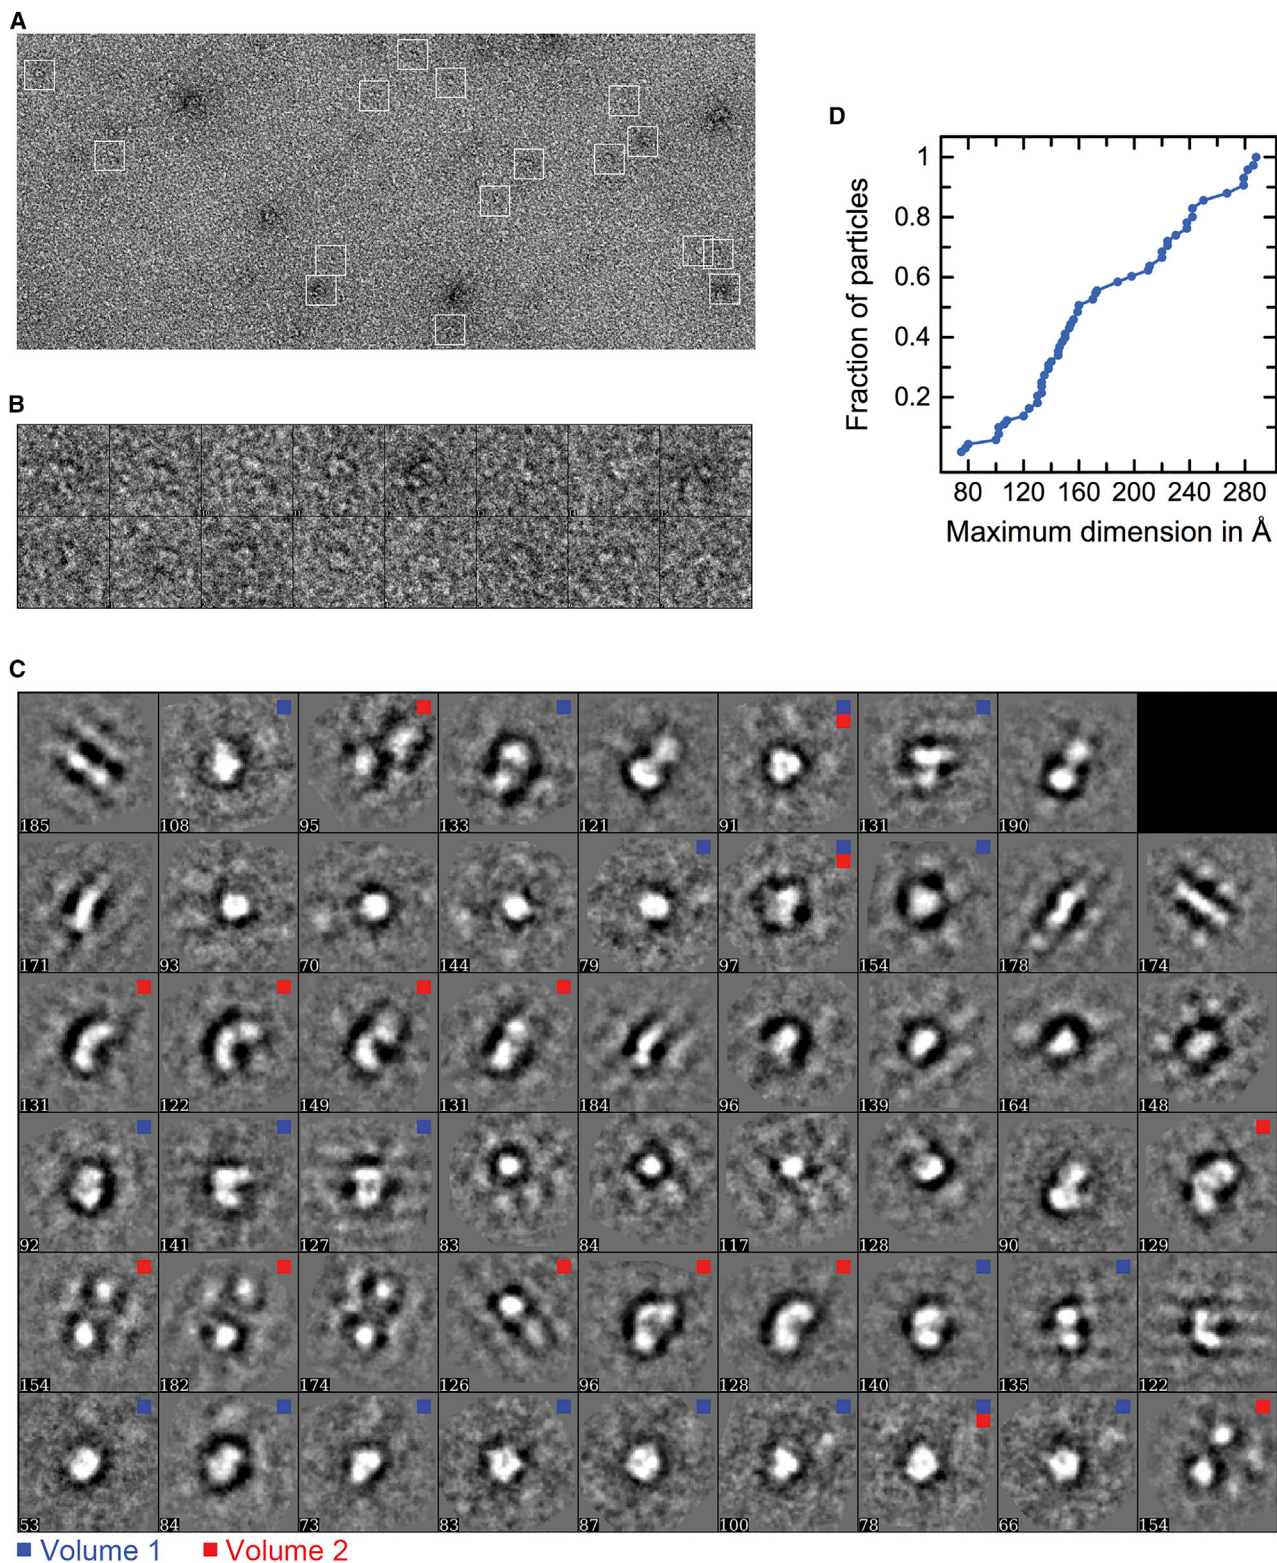 A
D
1
0.8
0.6
0.4
0.2
Fraction of particles
80 120 160 200 240 280
Maximum dimension in Å
B
C
185 108 95 133 121 91 131 190
171 93 70 144 79 97 154 178 174
131 122 149 131 184 96 139 164 148
92 141 127 83 84 117 128 90 129
154 182 174 126 96 128 140 135 122
53 84 73 83 87 100 78 66 154
Volume 1 Volume 2